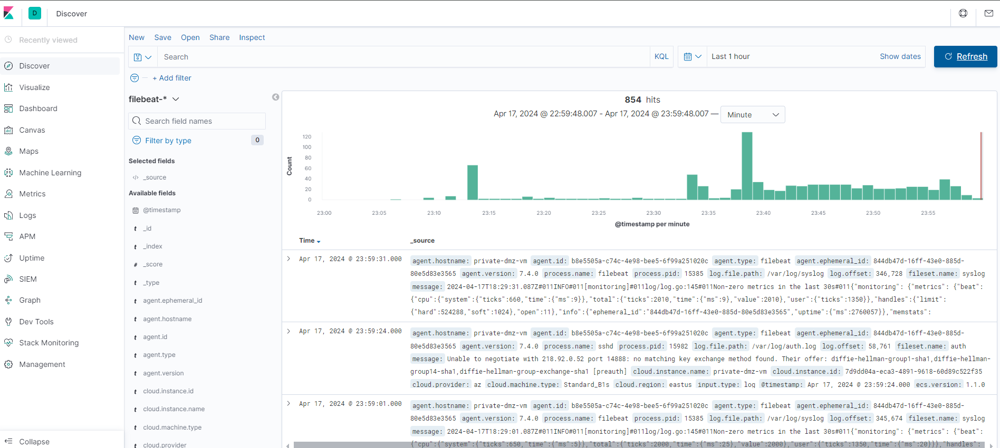 D Discover
Recently viewed
Discover
Visualize
Dashboard
Canvas
Maps
Machine Learning
Metrics
Logs
APM
Uptime
SIEM
Graph
Dev Tools
Stack Monitoring
Management
Collapse
New Save Open Share Inspect
Search KQL Last 1 hour Show dates Refresh
+ Add filter
filebeat-*
Search field names
Filter by type 0
Selected fields
</> _source
Available fields
@timestamp
t _id
t _index
# _score
t _type
t agent.ephemeral_id
t agent.hostname
t agent.id
t agent.type
t agent.version
t cloud.instance.id
t cloud.instance.name
t cloud.machine.type
t cloud.provider
854 hits
Apr 17, 2024 @ 22:59:48.007 - Apr 17, 2024 @ 23:59:48.007 — Minute
Count
120
100
80
60
40
20
0
23:00 23:05 23:10 23:15 23:20 23:25 23:30 23:35 23:40 23:45 23:50 23:55
@timestamp per minute
Time _source
Apr 17, 2024 @ 23:59:31.000 agent.hostname: private-dmz-vm agent.id: b8e5505a-c74c-4e98-bee5-6f99a251020c agent.type: filebeat agent.ephemeral_id: 844db47d-16ff-43e0-885d-
80e5d83e3565 agent.version: 7.4.0 process.name: filebeat process.pid: 15385 log.file.path: /var/log/syslog log.offset: 346,728 fileset.name: syslog
message: 2024-04-17T18:29:31.087Z#011INFO#011[monitoring]#011log/log.go:145#011Non-zero metrics in the last 30s#011{"monitoring": {"metrics": {"beat":
{"cpu":{"system":{"ticks":660,"time":{"ms":9}},"total":{"ticks":2010,"time":{"ms":9},"value":2010},"user":{"ticks":1350}},"handles":{"limit":
{"hard":524288,"soft":1024},"open":11},"info":{"ephemeral_id":"844db47d-16ff-43e0-885d-80e5d83e3565","uptime":{"ms":2760057}},"memstats":
Apr 17, 2024 @ 23:59:24.000 agent.hostname: private-dmz-vm agent.id: b8e5505a-c74c-4e98-bee5-6f99a251020c agent.type: filebeat agent.ephemeral_id: 844db47d-16ff-43e0-885d-
80e5d83e3565 agent.version: 7.4.0 process.name: sshd process.pid: 15982 log.file.path: /var/log/auth.log log.offset: 58,761 fileset.name: auth
message: Unable to negotiate with 218.92.0.52 port 14888: no matching key exchange method found. Their offer: diffie-hellman-group1-sha1,diffie-hellman-
group14-sha1,diffie-hellman-group-exchange-sha1 [preauth] cloud.instance.name: private-dmz-vm cloud.instance.id: 7d9dd04a-eca3-4891-9618-60d89c522f35
cloud.provider: az cloud.machine.type: Standard_B1s cloud.region: eastus input.type: log @timestamp: Apr 17, 2024 @ 23:59:24.000 ecs.version: 1.1.0
Apr 17, 2024 @ 23:59:01.000 agent.hostname: private-dmz-vm agent.id: b8e5505a-c74c-4e98-bee5-6f99a251020c agent.type: filebeat agent.ephemeral_id: 844db47d-16ff-43e0-885d-
80e5d83e3565 agent.version: 7.4.0 process.name: filebeat process.pid: 15385 log.file.path: /var/log/syslog log.offset: 345,674 fileset.name: syslog
message: 2024-04-17T18:29:01.087Z#011INFO#011[monitoring]#011log/log.go:145#011Non-zero metrics in the last 30s#011{"monitoring": {"metrics": {"beat":
{"cpu":{"system":{"ticks":650,"time":{"ms":5}},"total":{"ticks":2000,"time":{"ms":25},"value":2000},"user":{"ticks":1350,"time":{"ms":20}}},"handles":